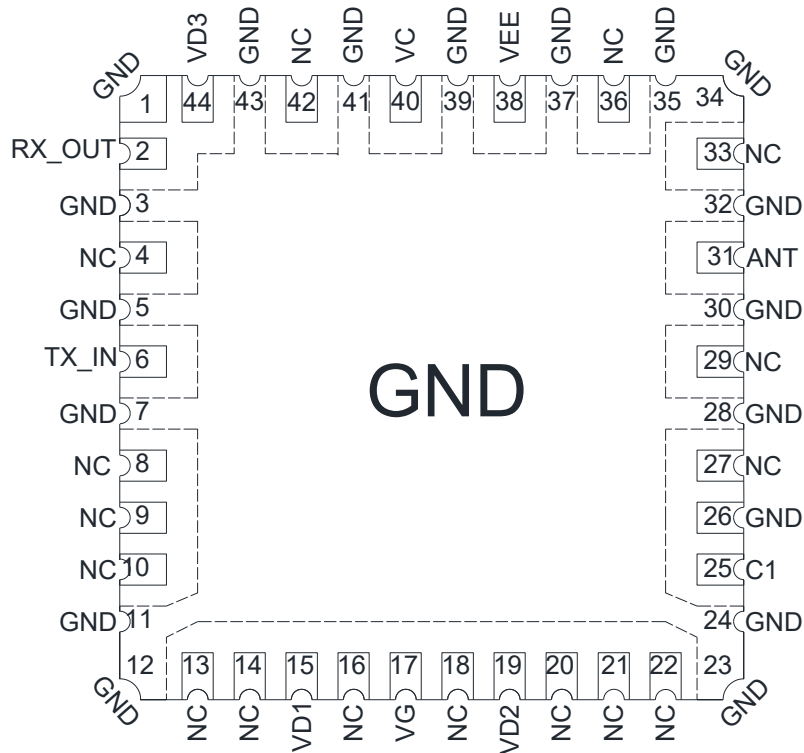 GND VD3 GND NC GND VC GND VEE GND NC GND GND
1 44 43 42 41 40 39 38 37 36 35 34
RX_OUT 2 33 NC
GND 3 32 GND
NC 4 31 ANT
GND 5 30 GND
TX_IN 6 29 NC
GND
GND 7 28 GND
NC 8 27 NC
NC 9 26 GND
NC 10 25 C1
GND 11 24 GND
12 13 14 15 16 17 18 19 20 21 22 23
GND NC NC VD1 NC VG NC VD2 NC NC NC GND